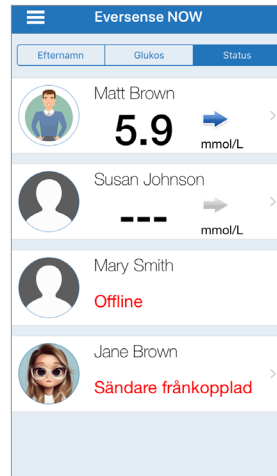 Eversense NOW
Efternamn Glukos Status
Matt Brown
5.9
mmol/L
Susan Johnson
---
mmol/L
Mary Smith
Offline
Jane Brown
Sändare frånkopplad